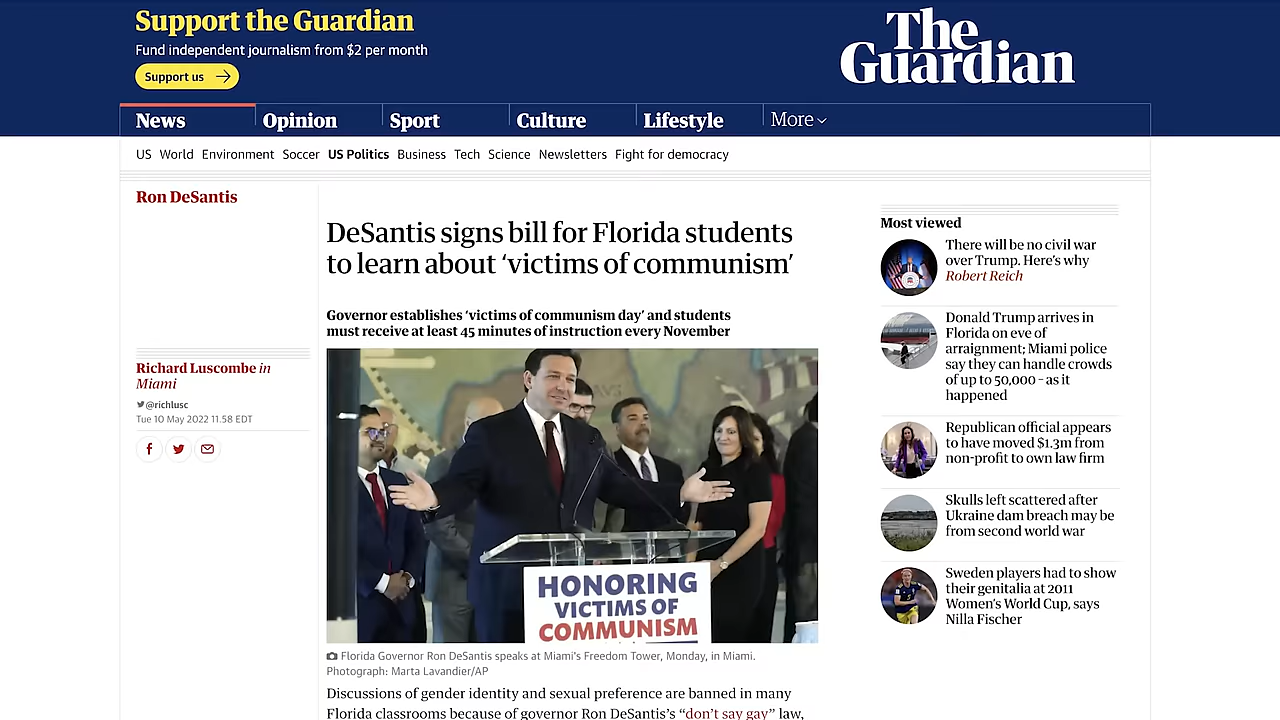 Support the Guardian
Fund independent journalism from $2 per month
Support us
The
Guardian
News
Opinion
Sport
Culture
Lifestyle
More
US World Environment Soccer US Politics Business Tech Science Newsletters Fight for democracy
Ron DeSantis
DeSantis signs bill for Florida students
to learn about ‘victims of communism’
Governor establishes ‘victims of communism day’ and students
must receive at least 45 minutes of instruction every November
Richard Luscombe in
Miami
@richlusc
Tue 10 May 2022 11.58 EDT
HONORING
VICTIMS OF
COMMUNISM
Florida Governor Ron DeSantis speaks at Miami’s Freedom Tower, Monday, in Miami.
Photograph: Marta Lavandier/AP
Discussions of gender identity and sexual preference are banned in many
Florida classrooms because of governor Ron DeSantis’s “don’t say gay” law,
Most viewed
There will be no civil war
over Trump. Here’s why
Robert Reich
Donald Trump arrives in
Florida on eve of
arraignment; Miami police
say they can handle crowds
of up to 50,000 – as it
happened
Republican official appears
to have moved $1.3m from
non-profit to own law firm
Skulls left scattered after
Ukraine dam breach may be
from second world war
Sweden players had to show
their genitalia at 2011
Women’s World Cup, says
Nilla Fischer